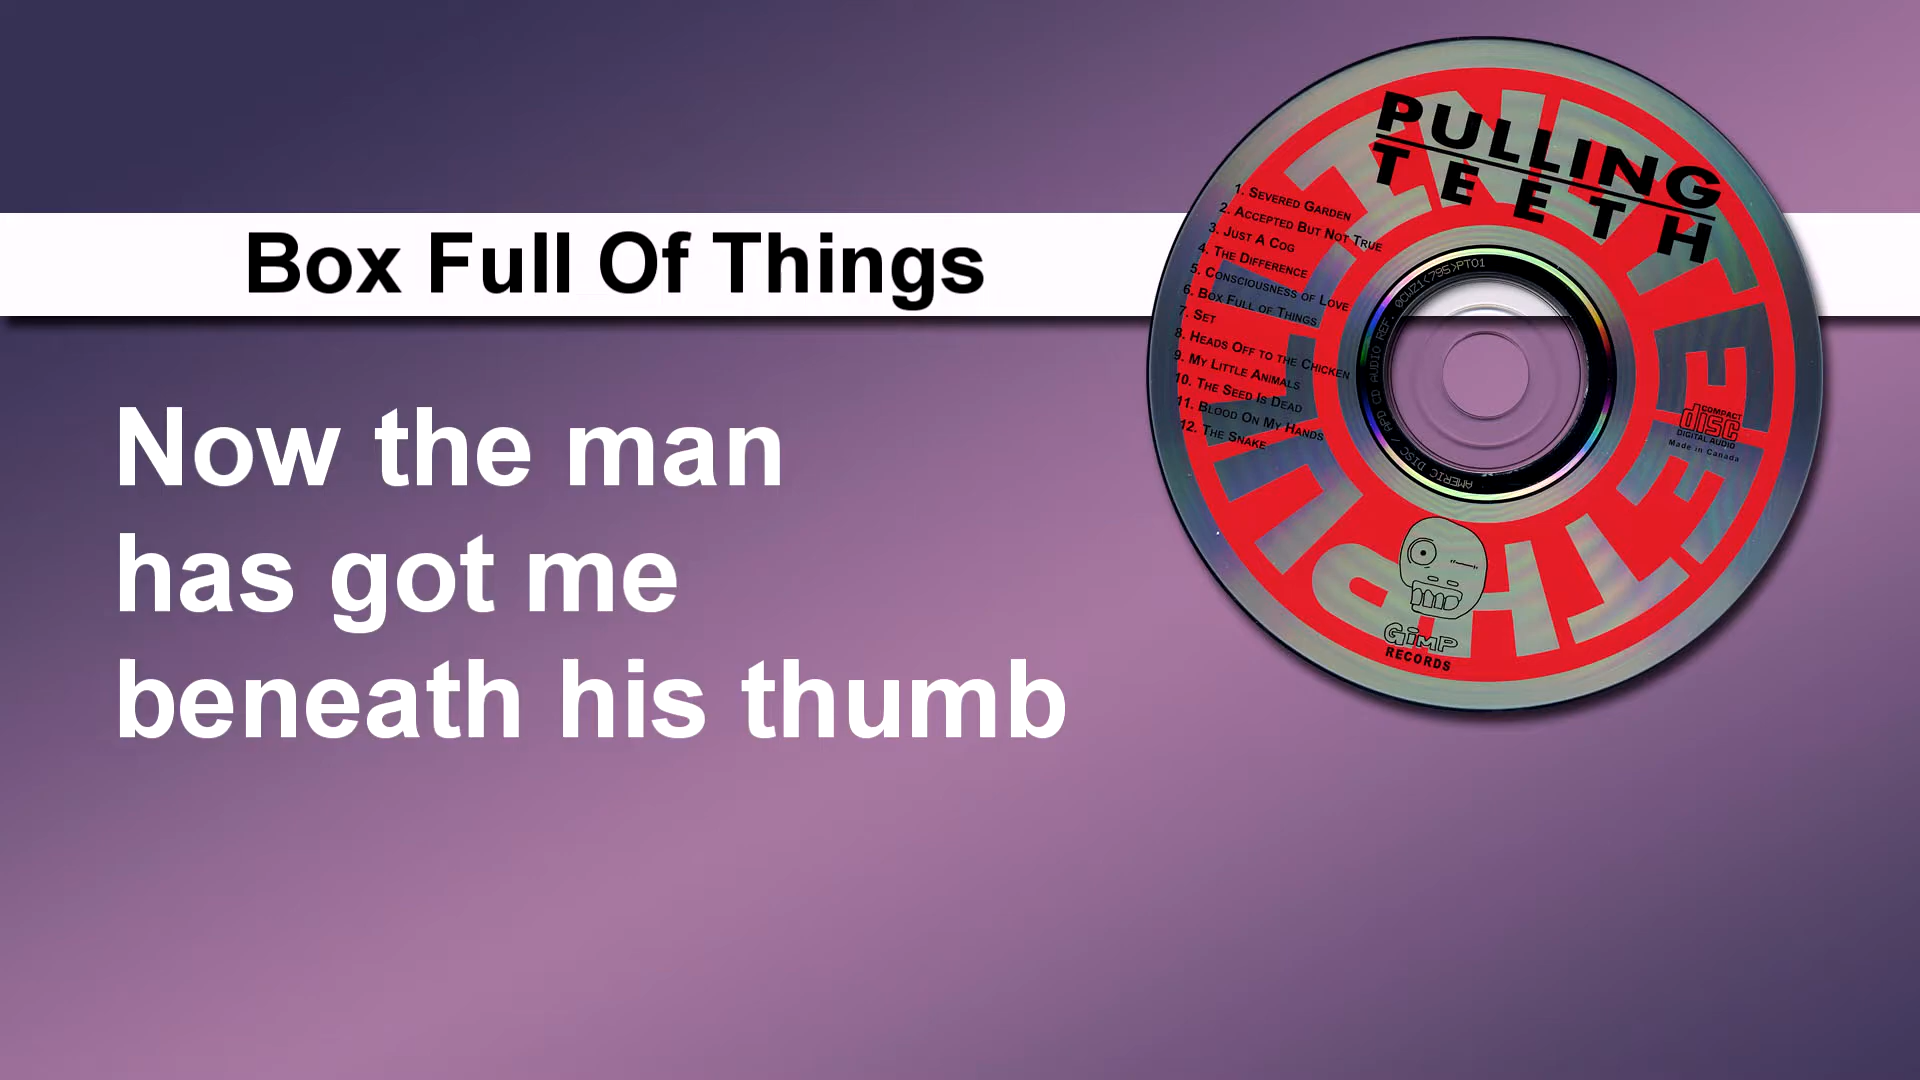 Box Full Of Things
Now the man
has got me
beneath his thumb
PULLING
TEETH
1. Severed Garden
2. Accepted But Not True
3. Just A Cog
4. The Difference
5. Consciousness of Love
6. Box Full of Things
7. Set
8. Heads Off to the Chicken
9. My Little Animals
10. The Seed Is Dead
11. Blood On My Hands
12. The Snake
COMPACT
disc
DIGITAL AUDIO
Made in Canada
GimP
RECORDS
PULLING TEETH